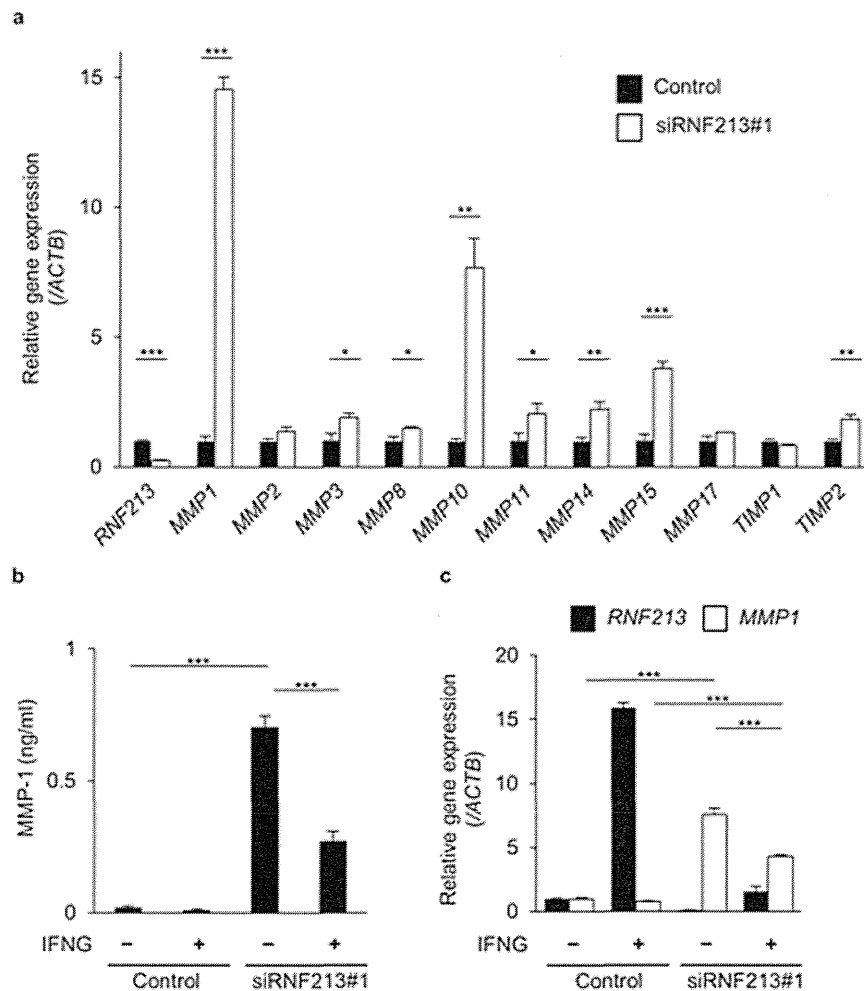 a
***
15
Control
siRNF213#1
Relative gene expression
(/ACTB)
10
**
***
5
***
*
*
*
**
**
0
RNF213
MMP1
MMP2
MMP3
MMP8
MMP10
MMP11
MMP14
MMP15
MMP17
TIMP1
TIMP2
b
1
***
***
MMP-1 (ng/ml)
0.5
0
IFNG
−
+
−
+
Control
siRNF213#1
c
RNF213
MMP1
20
***
***
***
15
Relative gene expression
(/ACTB)
10
5
0
IFNG
−
+
−
+
Control
siRNF213#1